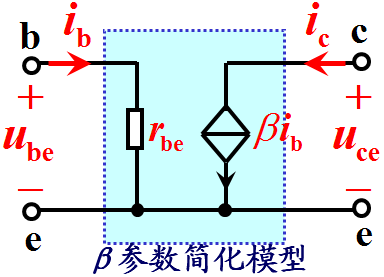 b i_b i_c c
+ +
u_be r_be βi_b u_ce
− −
e e
β参数简化模型